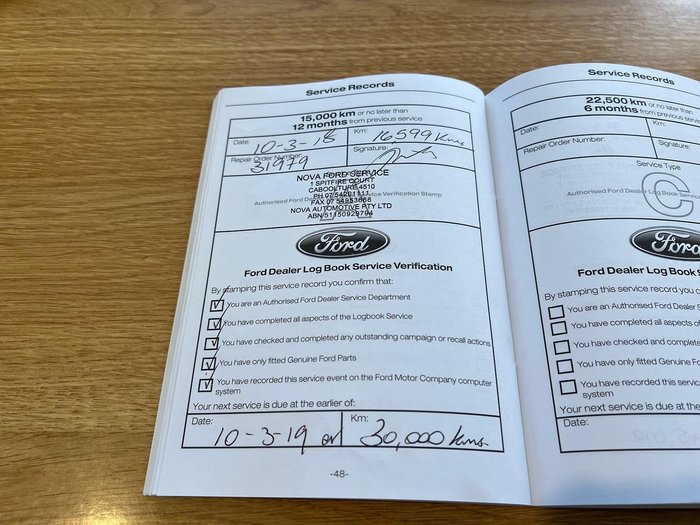 Service Records
15,000 km or no later than
12 months from previous service
Date: 10-3-18
Km: 16599 Kms
Repair Order Number: 31979
Signature:
NOVA FORD SERVICE
1 SPITFIRE COURT
CABOOLTURE 4510
PH 07 54201111
Authorised Ford Dealer Log Book Service Verification Stamp
NOVA AUTOMOTIVE PTY LTD
ABN 51150929794
Ford
Ford Dealer Log Book Service Verification
By stamping this service record you confirm that:
You are an Authorised Ford Dealer Service Department
You have completed all aspects of the Logbook Service
You have checked and completed any outstanding campaign or recall actions
You have only fitted Genuine Ford Parts
You have recorded this service event on the Ford Motor Company computer
system
Your next service is due at the earlier of:
Date: 10-3-19 or
Km: 30,000 kms
-48-
Service Records
22,500 km or no later than
6 months from previous service
Date:
Km:
Repair Order Number:
Signature:
Service Type
C
Authorised Ford Dealer Log Book Service
Ford
Ford Dealer Log Book S
By stamping this service record you co
You are an Authorised Ford Dealer S
You have completed all aspects of
You have checked and complete
You have only fitted Genuine F
You have recorded this servic
system
Your next service is due at the e
Date: